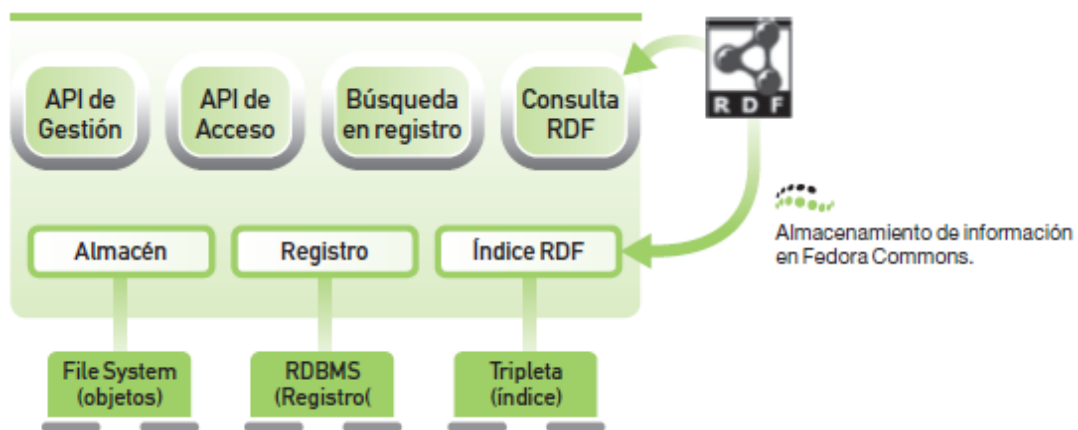 API de
Gestión
API de
Acceso
Búsqueda
en registro
Consulta
RDF
RDF
Almacén
Registro
Índice RDF
Almacenamiento de información
en Fedora Commons.
File System
(objetos)
RDBMS
(Registro(
Tripleta
(índice)